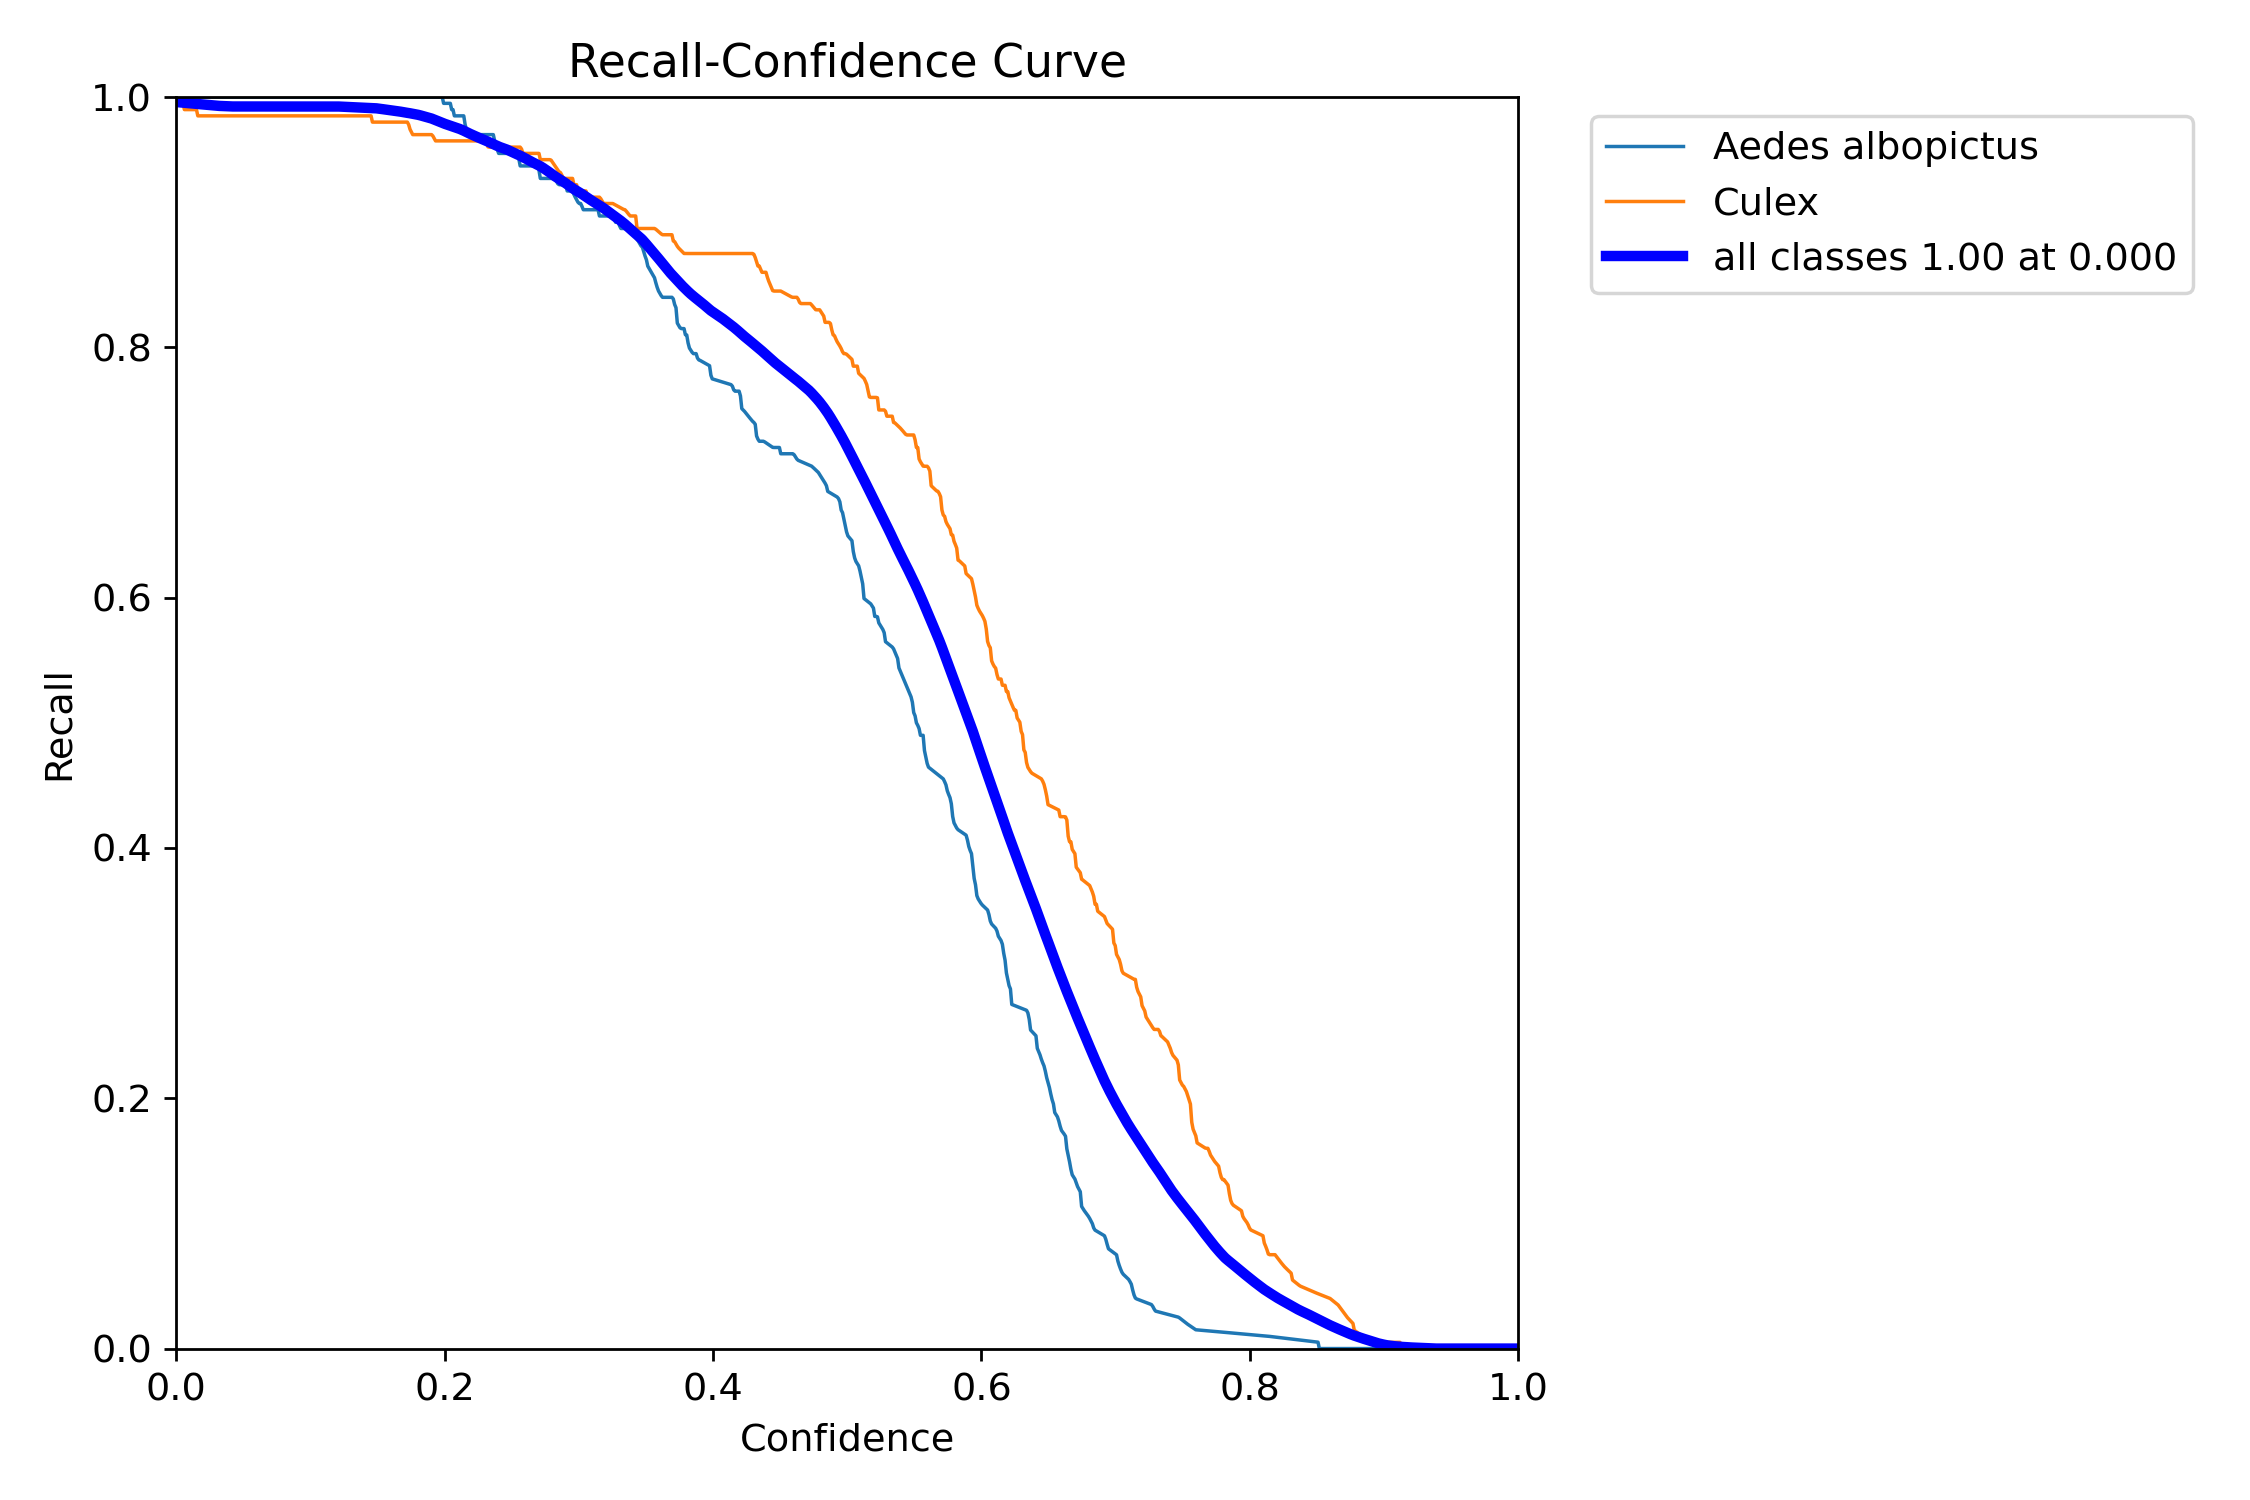 Recall-Confidence Curve
1.0
0.8
0.6
0.4
0.2
0.0
Recall
0.0 0.2 0.4 0.6 0.8 1.0
Confidence
Aedes albopictus
Culex
all classes 1.00 at 0.000